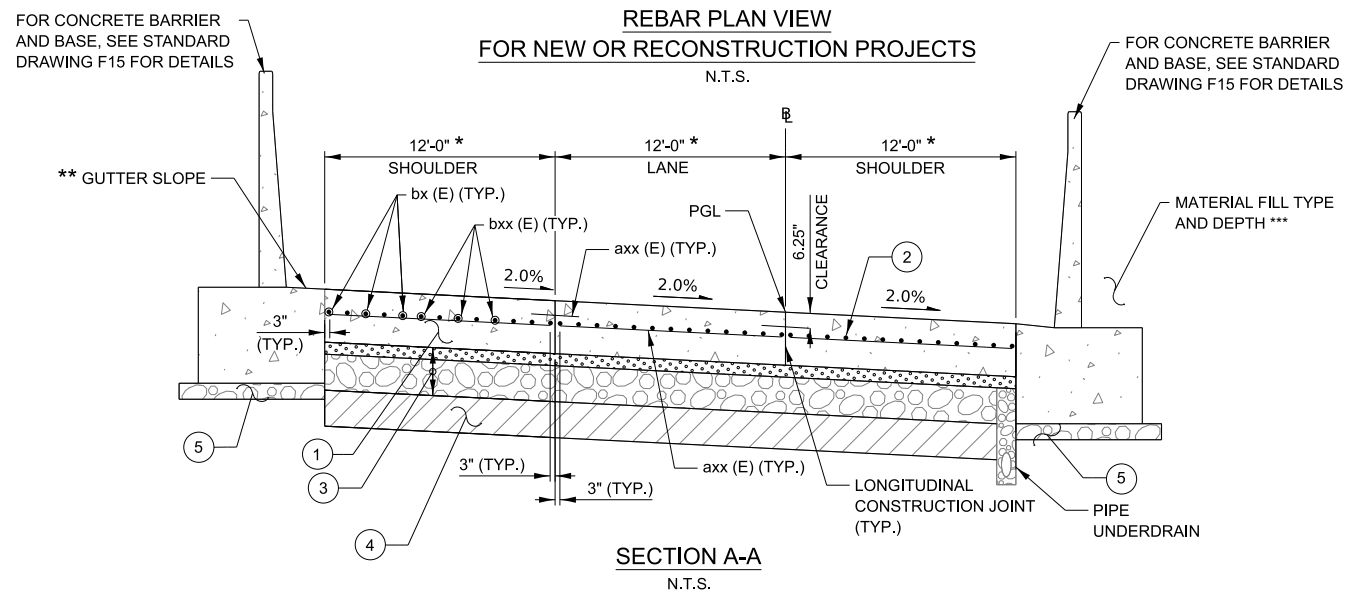 REBAR PLAN VIEW
FOR NEW OR RECONSTRUCTION PROJECTS
N.T.S.
FOR CONCRETE BARRIER
AND BASE, SEE STANDARD
DRAWING F15 FOR DETAILS
FOR CONCRETE BARRIER
AND BASE, SEE STANDARD
DRAWING F15 FOR DETAILS
12'-0" *
SHOULDER
12'-0" *
LANE
12'-0" *
SHOULDER
** GUTTER SLOPE
bx (E) (TYP.)
bxx (E) (TYP.)
axx (E) (TYP.)
PGL
6.25"
CLEARANCE
2
MATERIAL FILL TYPE
AND DEPTH ***
2.0%
2.0%
2.0%
3"
(TYP.)
5
1
3
4
3" (TYP.)
3" (TYP.)
axx (E) (TYP.)
LONGITUDINAL
CONSTRUCTION JOINT
(TYP.)
5
PIPE
UNDERDRAIN
SECTION A-A
N.T.S.